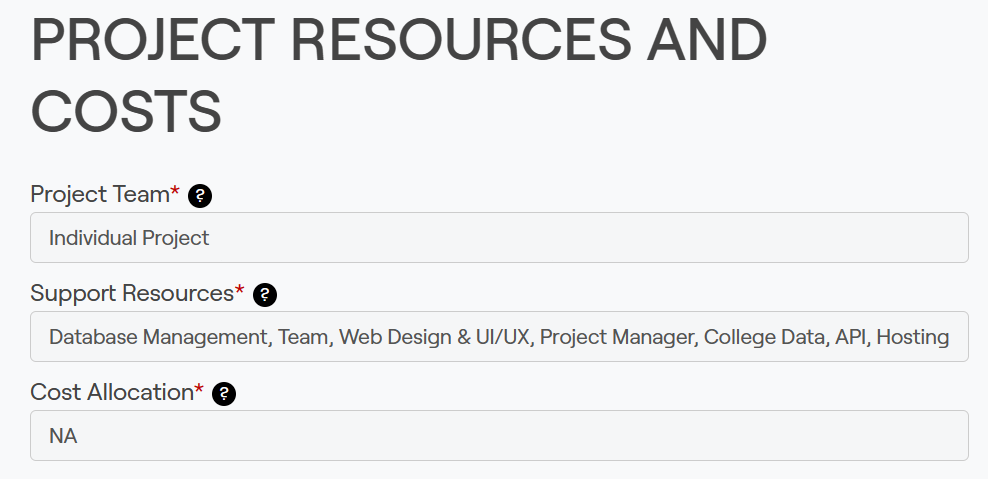 PROJECT RESOURCES AND
COSTS
Project Team* ?
Individual Project
Support Resources* ?
Database Management, Team, Web Design & UI/UX, Project Manager, College Data, API, Hosting
Cost Allocation* ?
NA